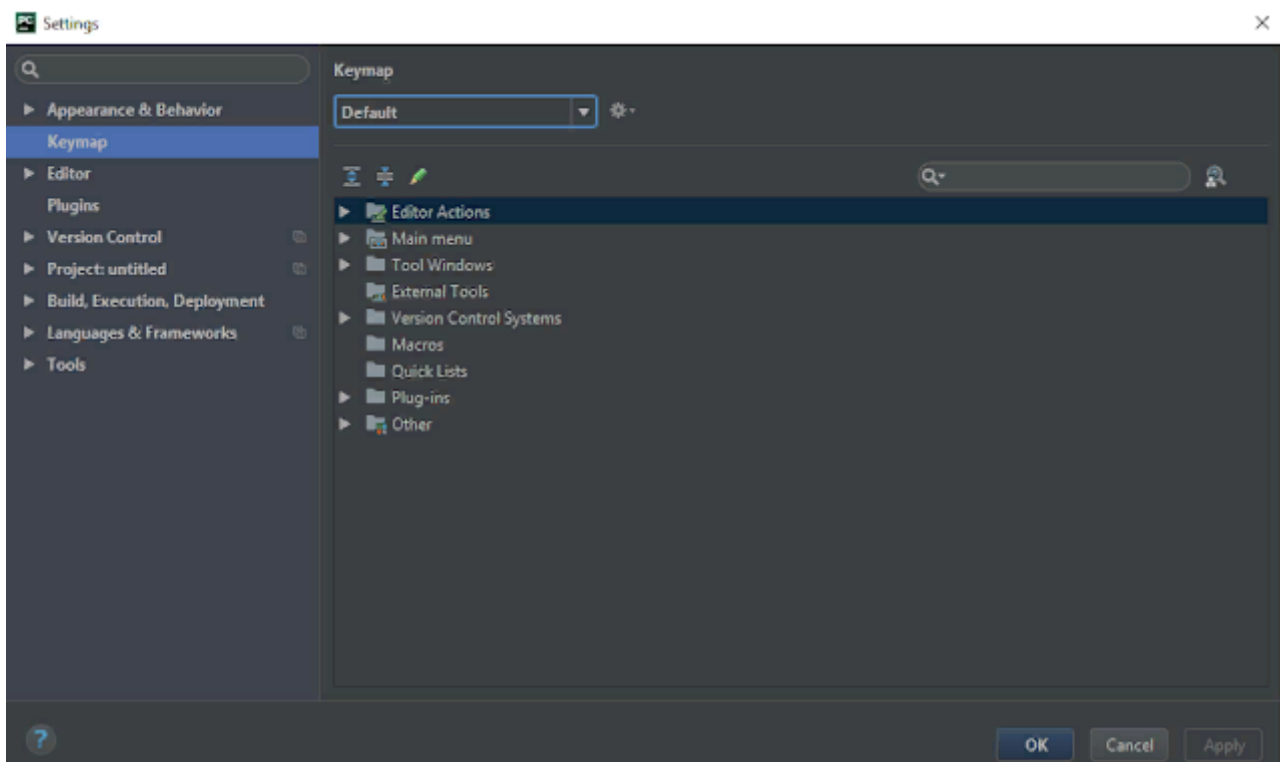 PC Settings
Keymap
Appearance & Behavior
Default
Keymap
Editor
Plugins
Editor Actions
Version Control
Main menu
Project: untitled
Tool Windows
Build, Execution, Deployment
External Tools
Languages & Frameworks
Version Control Systems
Tools
Macros
Quick Lists
Plug-ins
Other
?
OK Cancel Apply